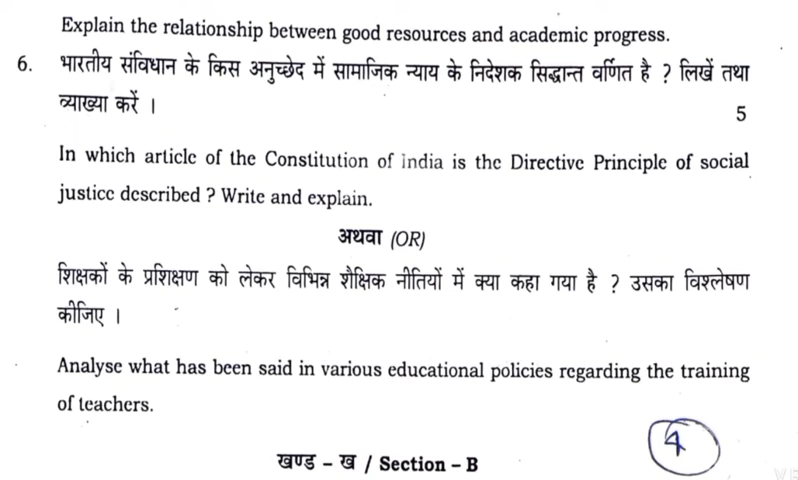 Explain the relationship between good resources and academic progress.
6. भारतीय संविधान के किस अनुच्छेद में सामाजिक न्याय के निदेशक सिद्धान्त वर्णित है ? लिखें तथा
व्याख्या करें ।
5
In which article of the Constitution of India is the Directive Principle of social
justice described ? Write and explain.
अथवा (OR)
शिक्षकों के प्रशिक्षण को लेकर विभिन्न शैक्षिक नीतियों में क्या कहा गया है ? उसका विश्लेषण
कीजिए ।
Analyse what has been said in various educational policies regarding the training
of teachers.
4
खण्ड – ख / Section – B